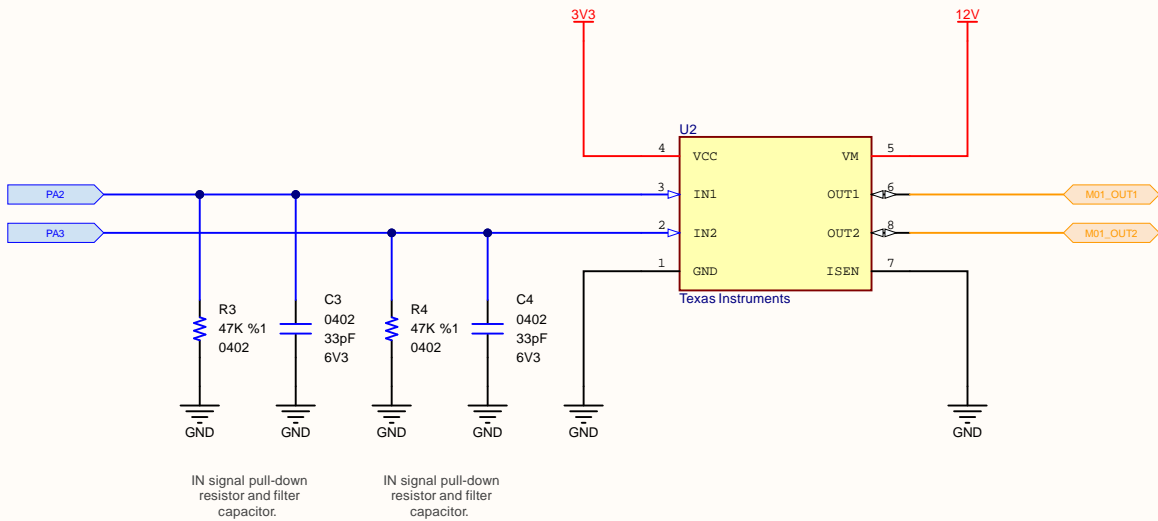 3V3
12V
U2
4
VCC
VM
5
PA2
3
IN1
OUT1
6
M01_OUT1
PA3
2
IN2
OUT2
8
M01_OUT2
1
GND
ISEN
7
Texas Instruments
R3
47K %1
0402
C3
0402
33pF
6V3
R4
47K %1
0402
C4
0402
33pF
6V3
GND
GND
GND
GND
GND
GND
IN signal pull-down
resistor and filter
capacitor.
IN signal pull-down
resistor and filter
capacitor.